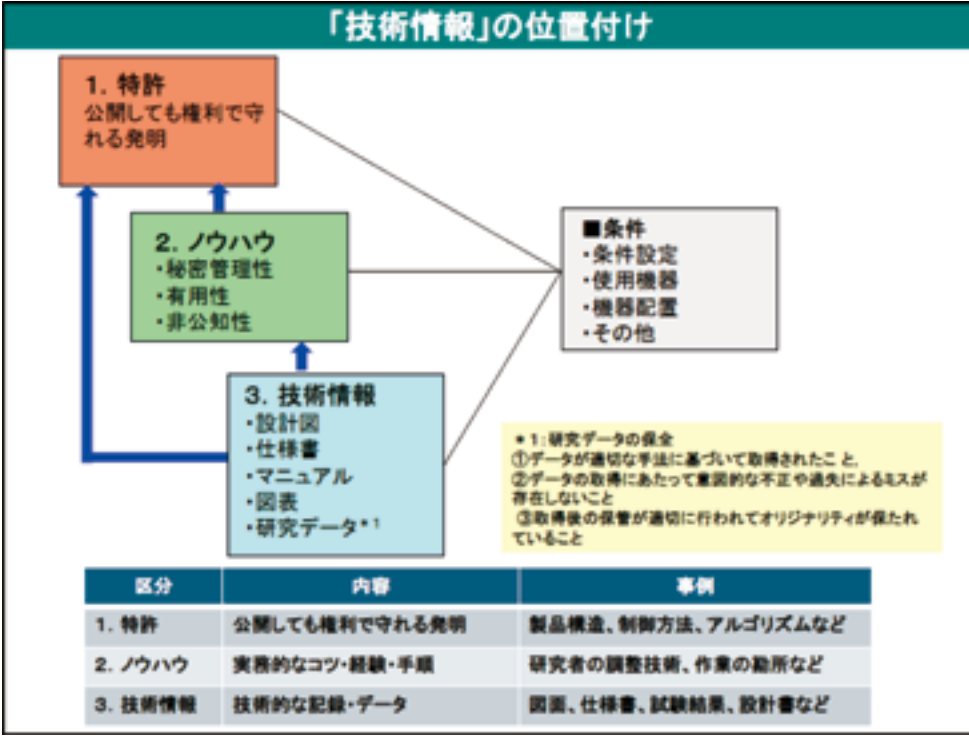 「技術情報」の位置付け
1. 特許
公開しても権利で守
れる発明
2. ノウハウ
・秘密管理性
・有用性
・非公知性
3. 技術情報
・設計図
・仕様書
・マニュアル
・図表
・研究データ*1
■条件
・条件設定
・使用機器
・機器配置
・その他
*1:研究データの保全
①データが適切な手法に基づいて取得されたこと、
②データの取得にあたって意図的な不正や過失によるミスが
存在しないこと
③取得後の保管が適切に行われてオリジナリティが保たれ
ていること
区分 内容 事例
1. 特許 公開しても権利で守れる発明 製品構造、制御方法、アルゴリズムなど
2. ノウハウ 実務的なコツ・経験・手順 研究者の調整技術、作業の勘所など
3. 技術情報 技術的な記録・データ 図面、仕様書、試験結果、設計書など